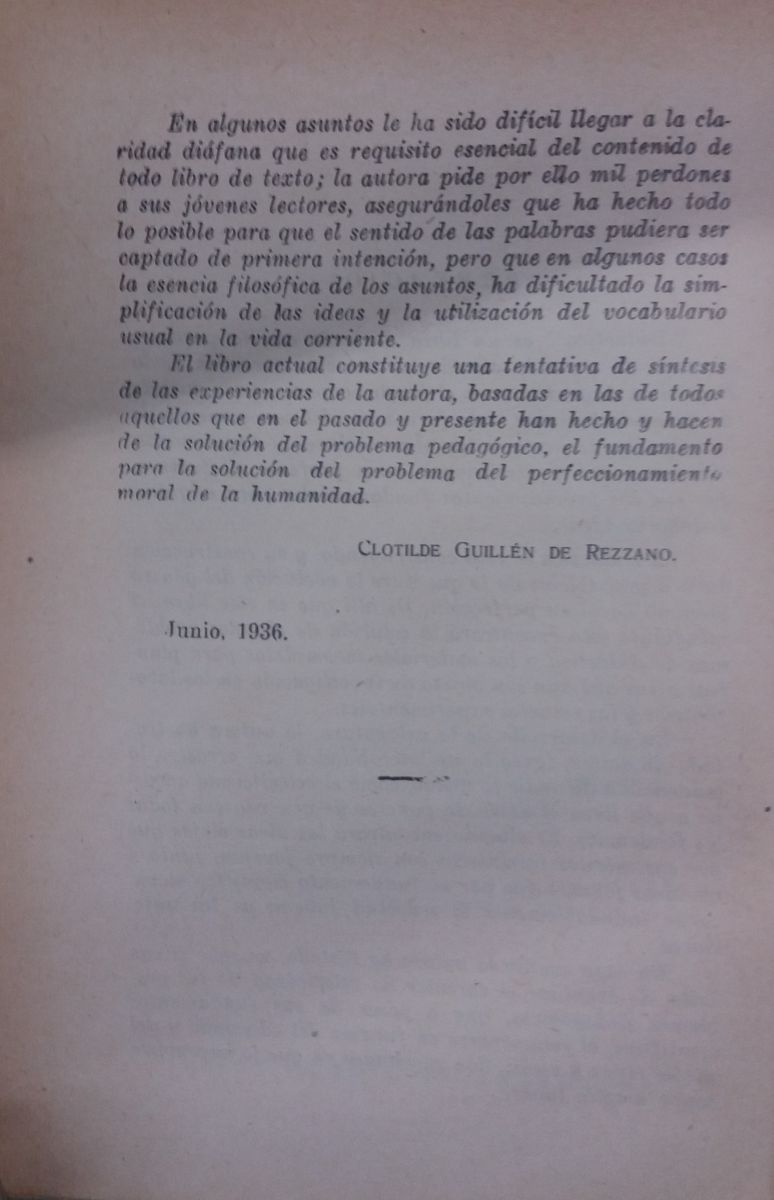 En algunos asuntos le ha sido difícil llegar a la cla-
ridad diáfana que es requisito esencial del contenido de
todo libro de texto; la autora pide por ello mil perdones
a sus jóvenes lectores, asegurándoles que ha hecho todo
lo posible para que el sentido de las palabras pudiera ser
captado de primera intención, pero que en algunos casos
la esencia filosófica de los asuntos, ha dificultado la sim-
plificación de las ideas y la utilización del vocabulario
usual en la vida corriente.
El libro actual constituye una tentativa de síntesis
de las experiencias de la autora, basadas en las de todos
aquellos que en el pasado y presente han hecho y hacen
de la solución del problema pedagógico, el fundamento
para la solución del problema del perfeccionamiento
moral de la humanidad.
CLOTILDE GUILLÉN DE REZZANO.
Junio, 1936.